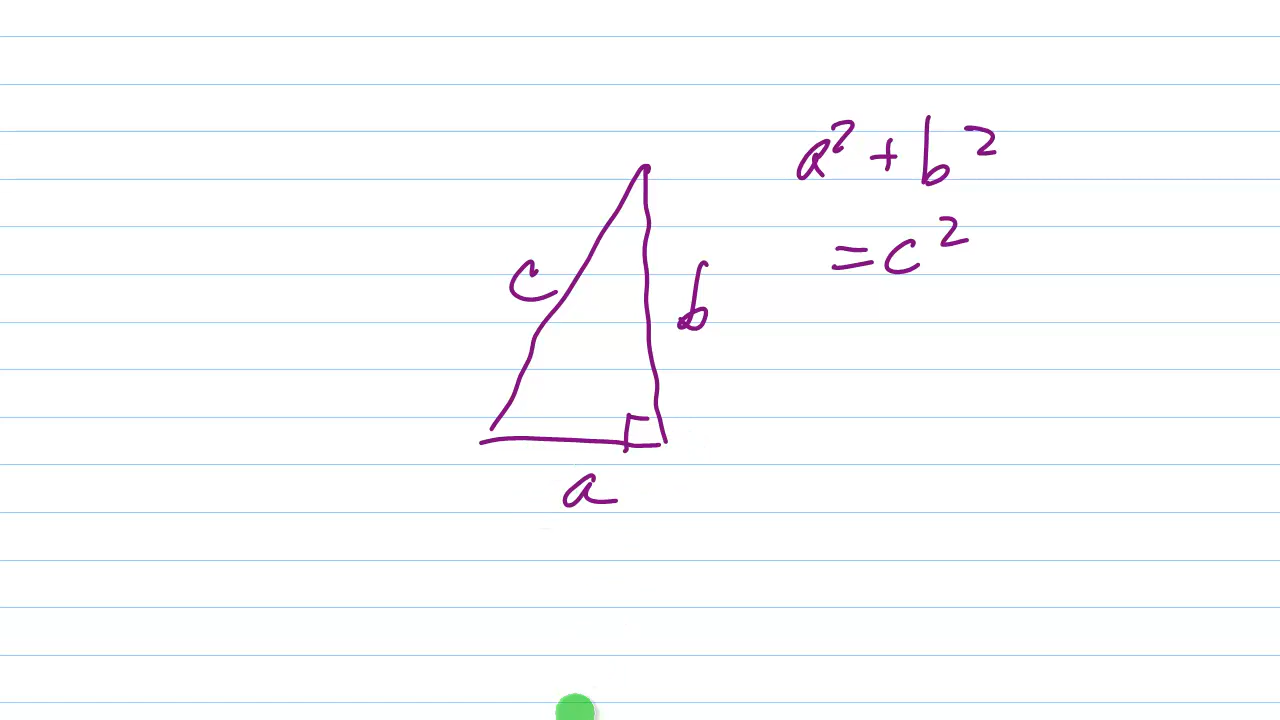 a² + b²
= c²
c
b
a